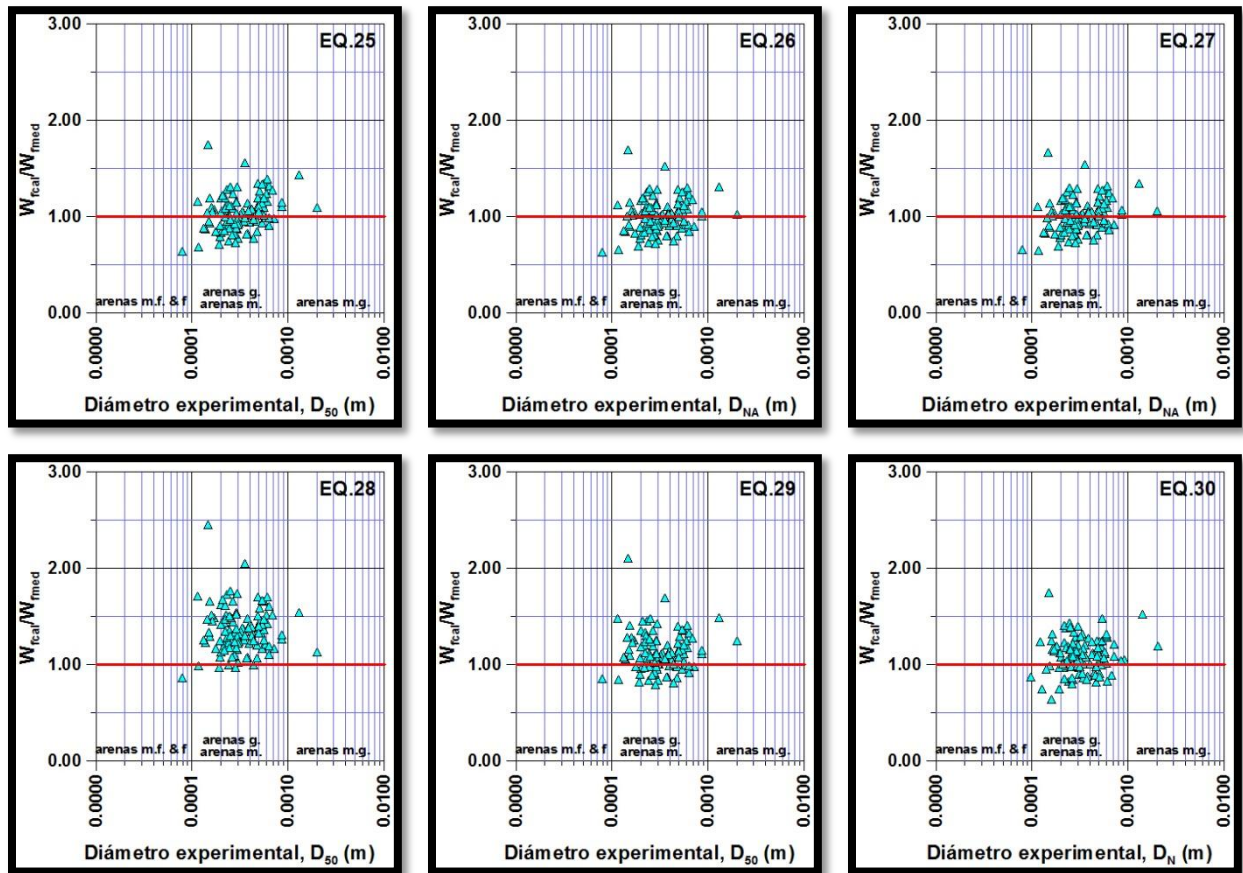 EQ.25
3.00
2.00
1.00
0.00
W_fcal/W_fmed
arenas m.f. & f
arenas g.
arenas m.
arenas m.g.
0.0000
0.0001
0.0010
0.0100
Diámetro experimental, D50 (m)
EQ.26
3.00
2.00
1.00
0.00
W_fcal/W_fmed
arenas m.f. & f
arenas g.
arenas m.
arenas m.g.
0.0000
0.0001
0.0010
0.0100
Diámetro experimental, DNA (m)
EQ.27
3.00
2.00
1.00
0.00
W_fcal/W_fmed
arenas m.f. & f
arenas g.
arenas m.
arenas m.g.
0.0000
0.0001
0.0010
0.0100
Diámetro experimental, DNA (m)
EQ.28
3.00
2.00
1.00
0.00
W_fcal/W_fmed
arenas m.f. & f
arenas g.
arenas m.
arenas m.g.
0.0000
0.0001
0.0010
0.0100
Diámetro experimental, D50 (m)
EQ.29
3.00
2.00
1.00
0.00
W_fcal/W_fmed
arenas m.f. & f
arenas g.
arenas m.
arenas m.g.
0.0000
0.0001
0.0010
0.0100
Diámetro experimental, D50 (m)
EQ.30
3.00
2.00
1.00
0.00
W_fcal/W_fmed
arenas m.f. & f
arenas g.
arenas m.
arenas m.g.
0.0000
0.0001
0.0010
0.0100
Diámetro experimental, DN (m)